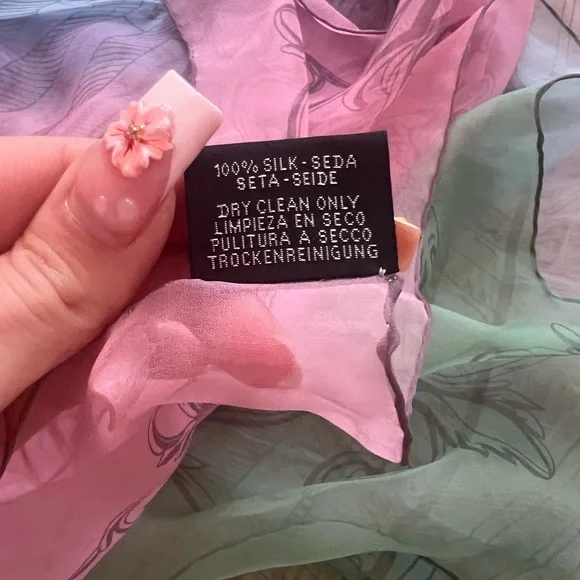 100% SILK - SEDA
SETA - SEIDE
DRY CLEAN ONLY
LIMPIEZA EN SECO
PULITURA A SECCO
TROCKENREINIGUNG